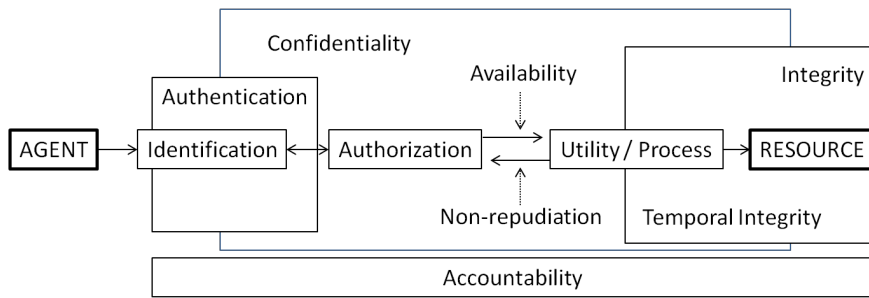 Confidentiality
Availability
Integrity
Authentication
AGENT
Identification
Authorization
Utility / Process
RESOURCE
Non-repudiation
Temporal Integrity
Accountability